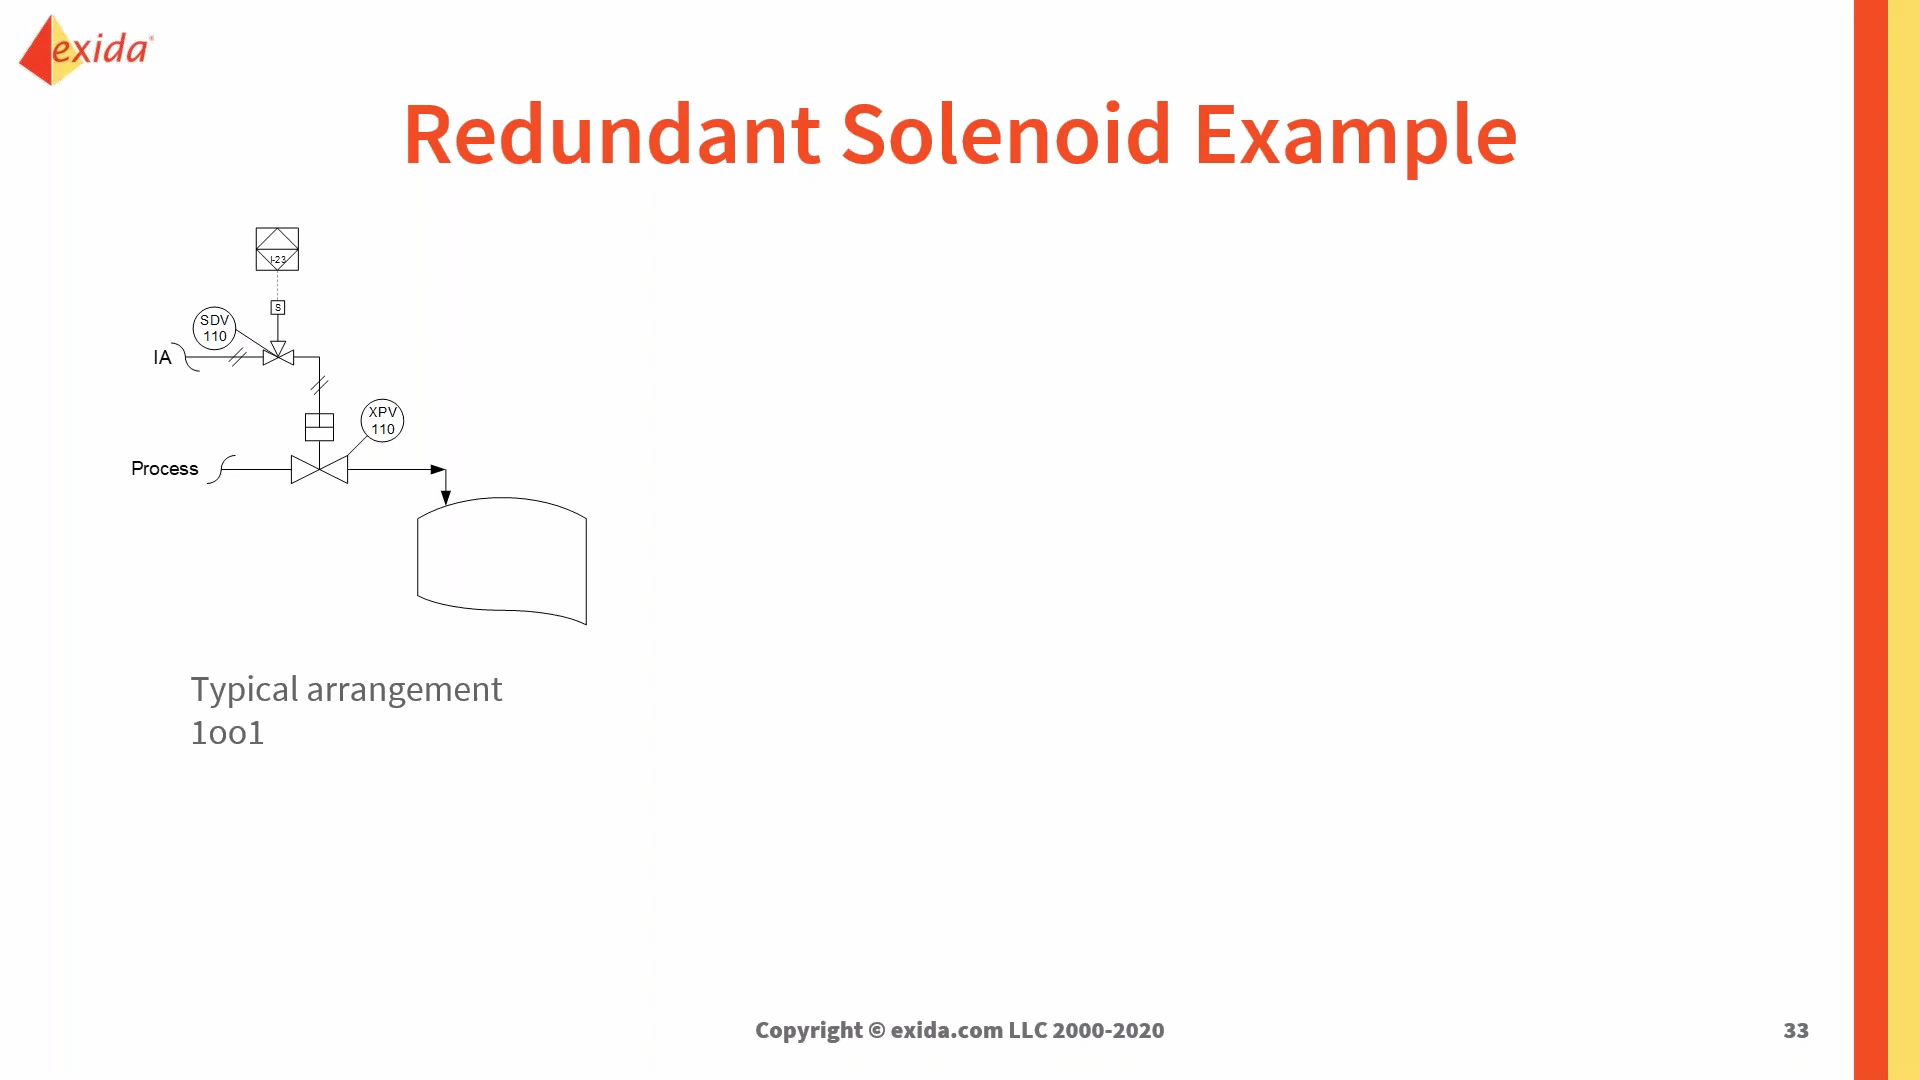 exida
Redundant Solenoid Example
I-23
S
SDV
110
IA
XPV
110
Process
Typical arrangement
1oo1
Copyright © exida.com LLC 2000-2020
33